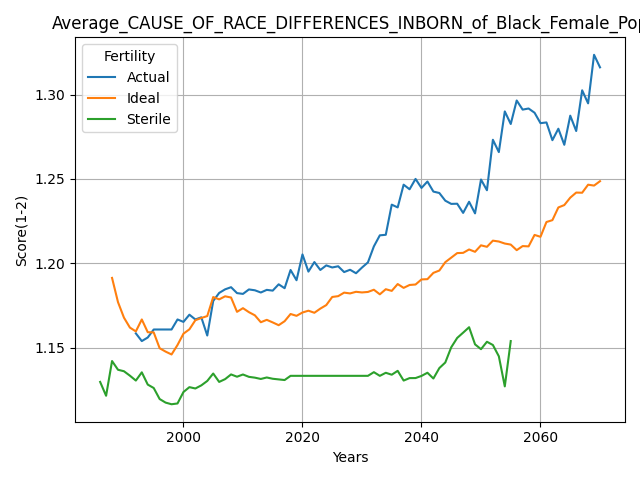 Average_CAUSE_OF_RACE_DIFFERENCES_INBORN_of_Black_Female_Pop
Fertility
Actual
Ideal
Sterile
Score(1-2)
1.30
1.25
1.20
1.15
2000 2020 2040 2060
Years